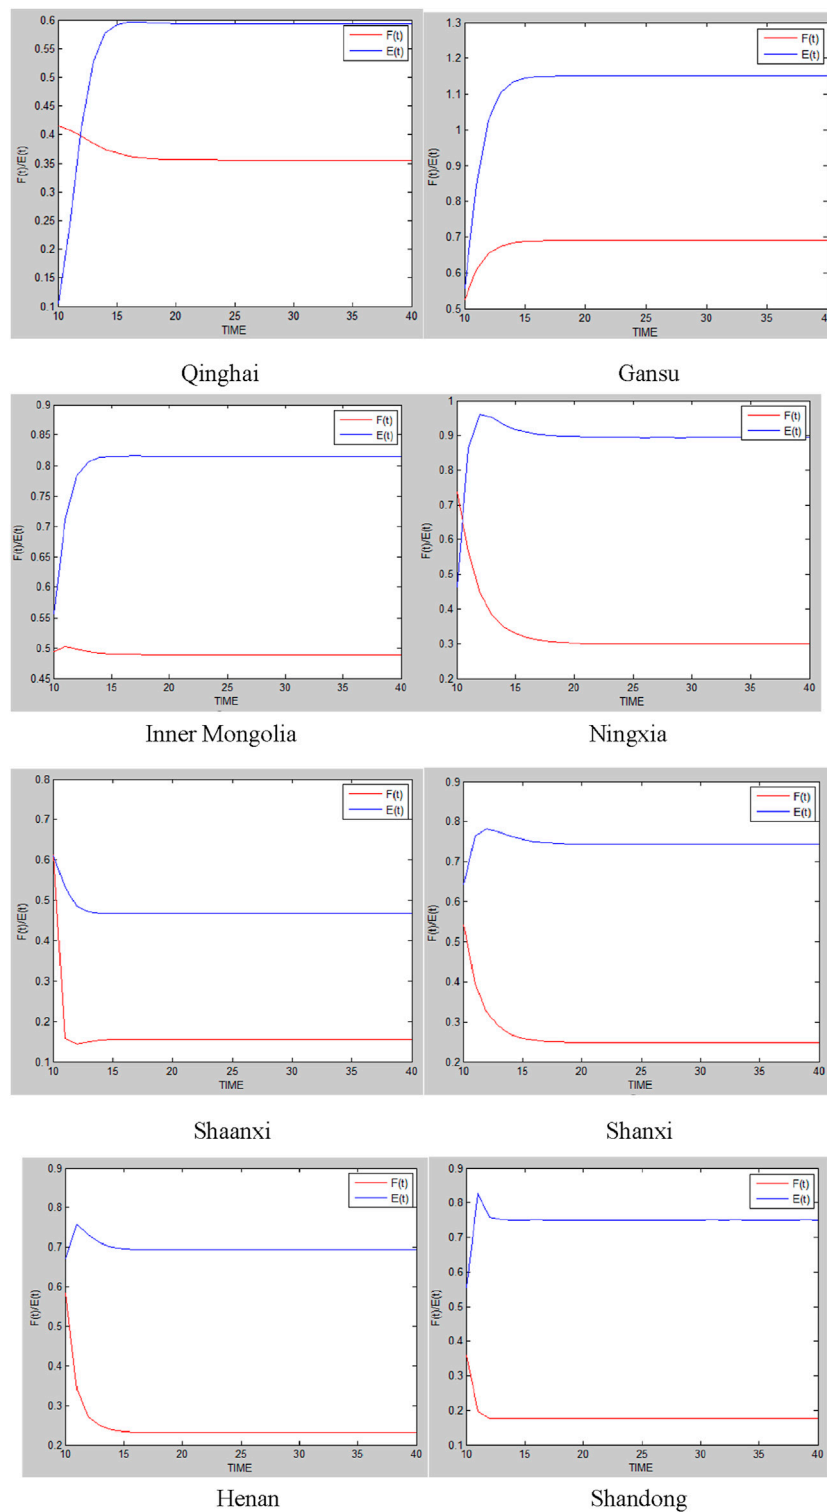 0.6
0.55
0.5
0.45
0.4
0.35
0.3
0.25
0.2
0.15
0.1
F(t)/E(t)
F(t)
E(t)
10 15 20 25 30 35 40
TIME
Qinghai
1.3
1.2
1.1
1
0.9
0.8
0.7
0.6
0.5
F(t)/E(t)
F(t)
E(t)
10 15 20 25 30 35 40
TIME
Gansu
0.9
0.85
0.8
0.75
0.7
0.65
0.6
0.55
0.5
0.45
F(t)/E(t)
F(t)
E(t)
10 15 20 25 30 35 40
TIME
Inner Mongolia
1
0.9
0.8
0.7
0.6
0.5
0.4
0.3
0.2
F(t)/E(t)
F(t)
E(t)
10 15 20 25 30 35 40
TIME
Ningxia
0.8
0.7
0.6
0.5
0.4
0.3
0.2
0.1
F(t)/E(t)
F(t)
E(t)
10 15 20 25 30 35 40
TIME
Shaanxi
0.9
0.8
0.7
0.6
0.5
0.4
0.3
0.2
F(t)/E(t)
F(t)
E(t)
10 15 20 25 30 35 40
TIME
Shanxi
0.9
0.8
0.7
0.6
0.5
0.4
0.3
0.2
F(t)/E(t)
F(t)
E(t)
10 15 20 25 30 35 40
TIME
Henan
0.9
0.8
0.7
0.6
0.5
0.4
0.3
0.2
0.1
F(t)/E(t)
F(t)
E(t)
10 15 20 25 30 35 40
TIME
Shandong